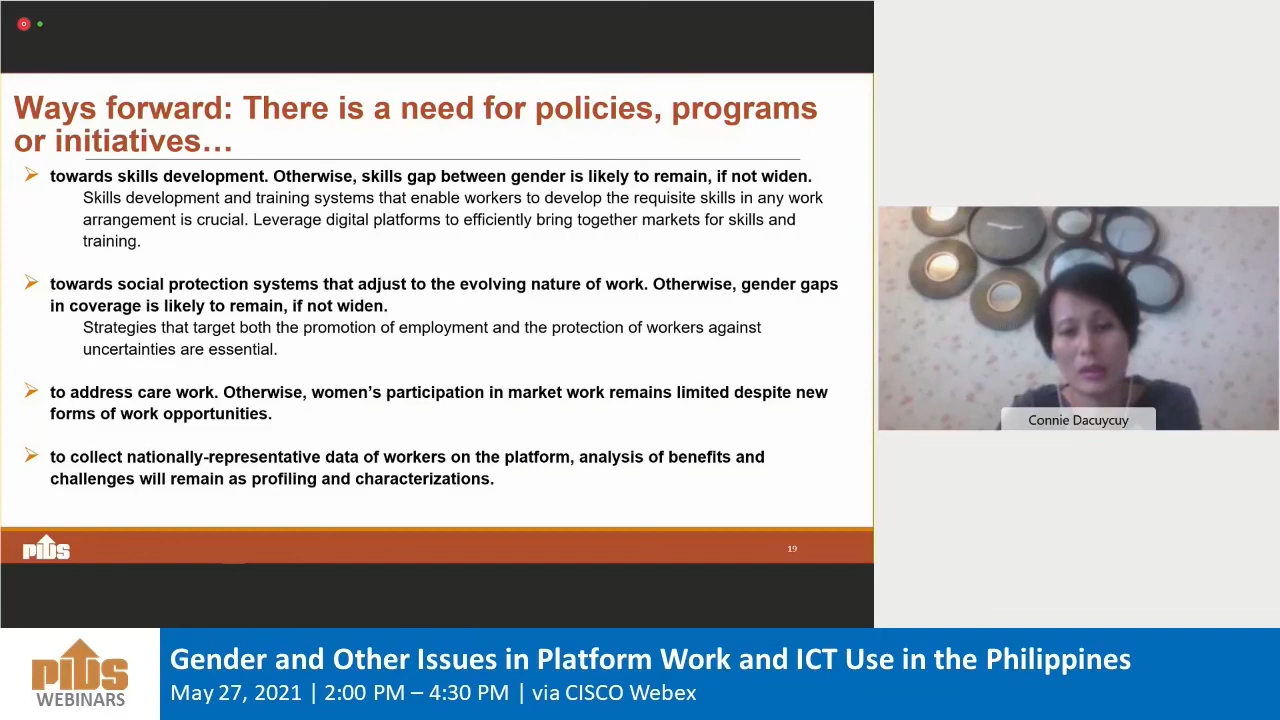 Ways forward: There is a need for policies, programs
or initiatives…
➢ towards skills development. Otherwise, skills gap between gender is likely to remain, if not widen.
Skills development and training systems that enable workers to develop the requisite skills in any work
arrangement is crucial. Leverage digital platforms to efficiently bring together markets for skills and
training.
➢ towards social protection systems that adjust to the evolving nature of work. Otherwise, gender gaps
in coverage is likely to remain, if not widen.
Strategies that target both the promotion of employment and the protection of workers against
uncertainties are essential.
➢ to address care work. Otherwise, women’s participation in market work remains limited despite new
forms of work opportunities.
➢ to collect nationally-representative data of workers on the platform, analysis of benefits and
challenges will remain as profiling and characterizations.
PIDS
19
Connie Dacuycuy
PIDS
WEBINARS
Gender and Other Issues in Platform Work and ICT Use in the Philippines
May 27, 2021 | 2:00 PM – 4:30 PM | via CISCO Webex